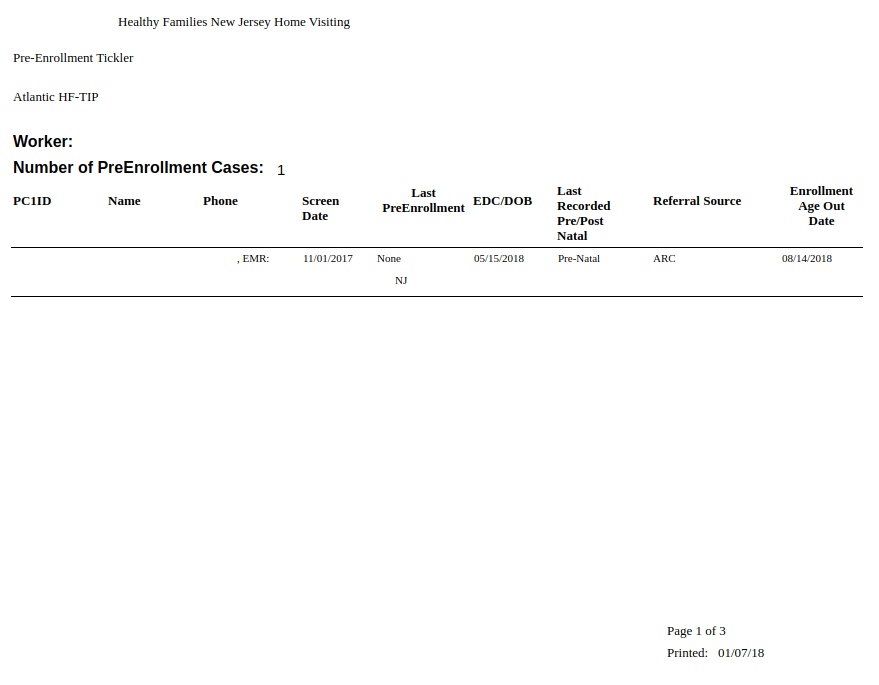 Healthy Families New Jersey Home Visiting
Pre-Enrollment Tickler
Atlantic HF-TIP
Worker:
Number of PreEnrollment Cases: 1
PC1ID Name Phone Screen Date Last PreEnrollment EDC/DOB Last Recorded Pre/Post Natal Referral Source Enrollment Age Out Date
, EMR: 11/01/2017 None 05/15/2018 Pre-Natal ARC 08/14/2018
NJ
Page 1 of 3
Printed: 01/07/18